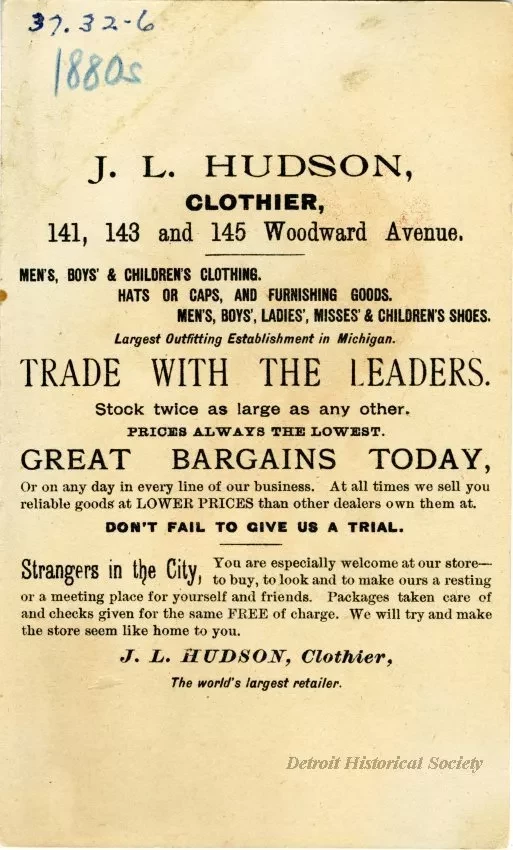 37.32-6
1880s
J. L. HUDSON,
CLOTHIER,
141, 143 and 145 Woodward Avenue.
MEN'S, BOYS' & CHILDREN'S CLOTHING.
HATS OR CAPS, AND FURNISHING GOODS.
MEN'S, BOYS', LADIES', MISSES' & CHILDREN'S SHOES.
Largest Outfitting Establishment in Michigan.
TRADE WITH THE LEADERS.
Stock twice as large as any other.
PRICES ALWAYS THE LOWEST.
GREAT BARGAINS TODAY,
Or on any day in every line of our business. At all times we sell you
reliable goods at LOWER PRICES than other dealers own them at.
DON'T FAIL TO GIVE US A TRIAL.
Strangers in the City, You are especially welcome at our store—
to buy, to look and to make ours a resting
or a meeting place for yourself and friends. Packages taken care of
and checks given for the same FREE of charge. We will try and make
the store seem like home to you.
J. L. HUDSON, Clothier,
The world's largest retailer.
Detroit Historical Society